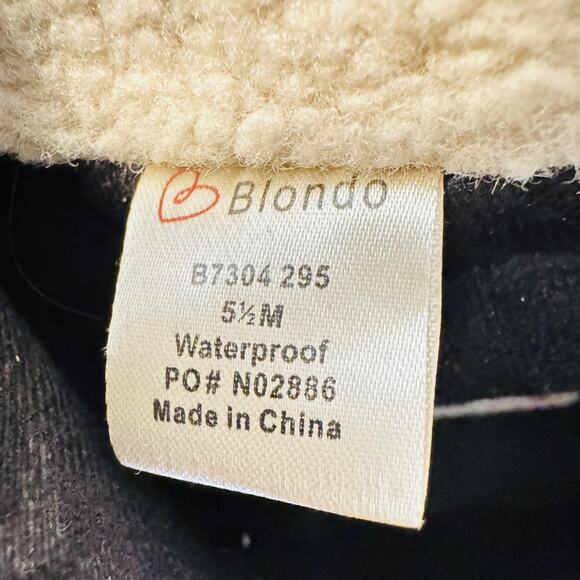 Blondo
B7304 295
5½M
Waterproof
PO# N02886
Made in China